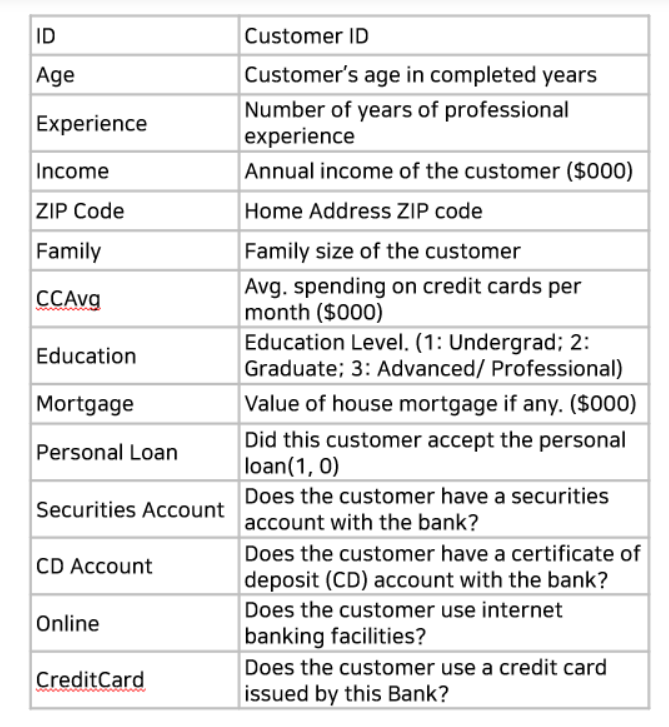 ID
Customer ID
Age
Customer's age in completed years
Experience
Number of years of professional
experience
Income
Annual income of the customer ($000)
ZIP Code
Home Address ZIP code
Family
Family size of the customer
CCAvg
Avg. spending on credit cards per
month ($000)
Education
Education Level. (1: Undergrad; 2:
Graduate; 3: Advanced/ Professional)
Mortgage
Value of house mortgage if any. ($000)
Personal Loan
Did this customer accept the personal
loan(1, 0)
Securities Account
Does the customer have a securities
account with the bank?
CD Account
Does the customer have a certificate of
deposit (CD) account with the bank?
Online
Does the customer use internet
banking facilities?
CreditCard
Does the customer use a credit card
issued by this Bank?